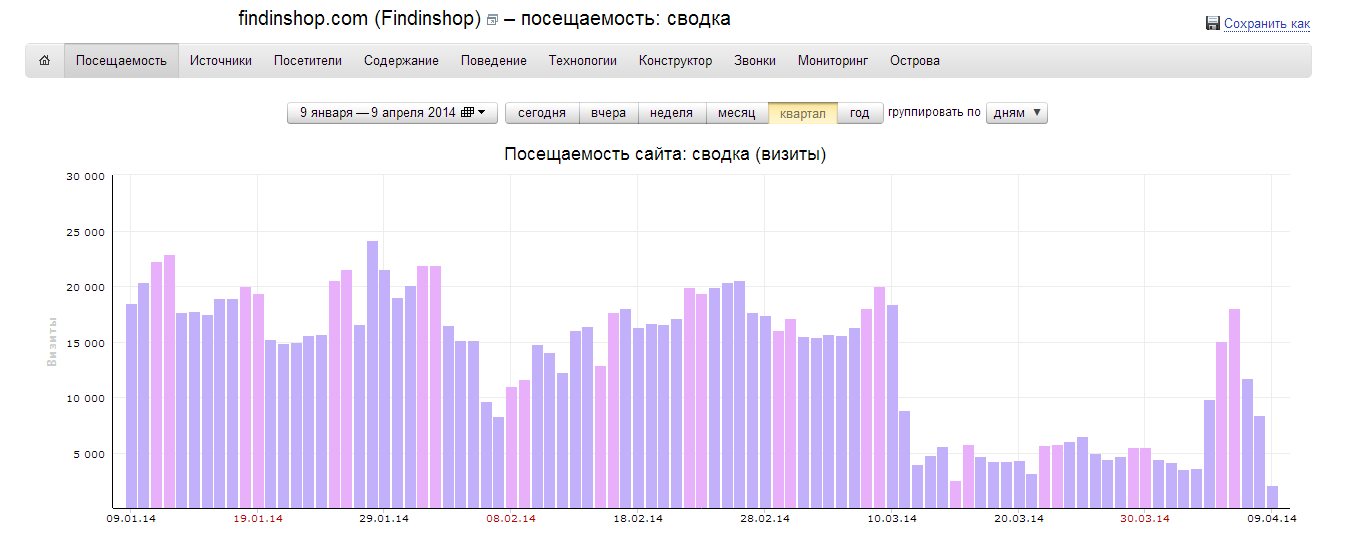 findinshop.com (Findinshop) – посещаемость: сводка
Сохранить как
Посещаемость Источники Посетители Содержание Поведение Технологии Конструктор Звонки Мониторинг Острова
9 января — 9 апреля 2014 сегодня вчера неделя месяц квартал год группировать по дням
Посещаемость сайта: сводка (визиты)
30 000
25 000
20 000
15 000
10 000
5 000
Визиты
09.01.14 19.01.14 29.01.14 08.02.14 18.02.14 28.02.14 10.03.14 20.03.14 30.03.14 09.04.14